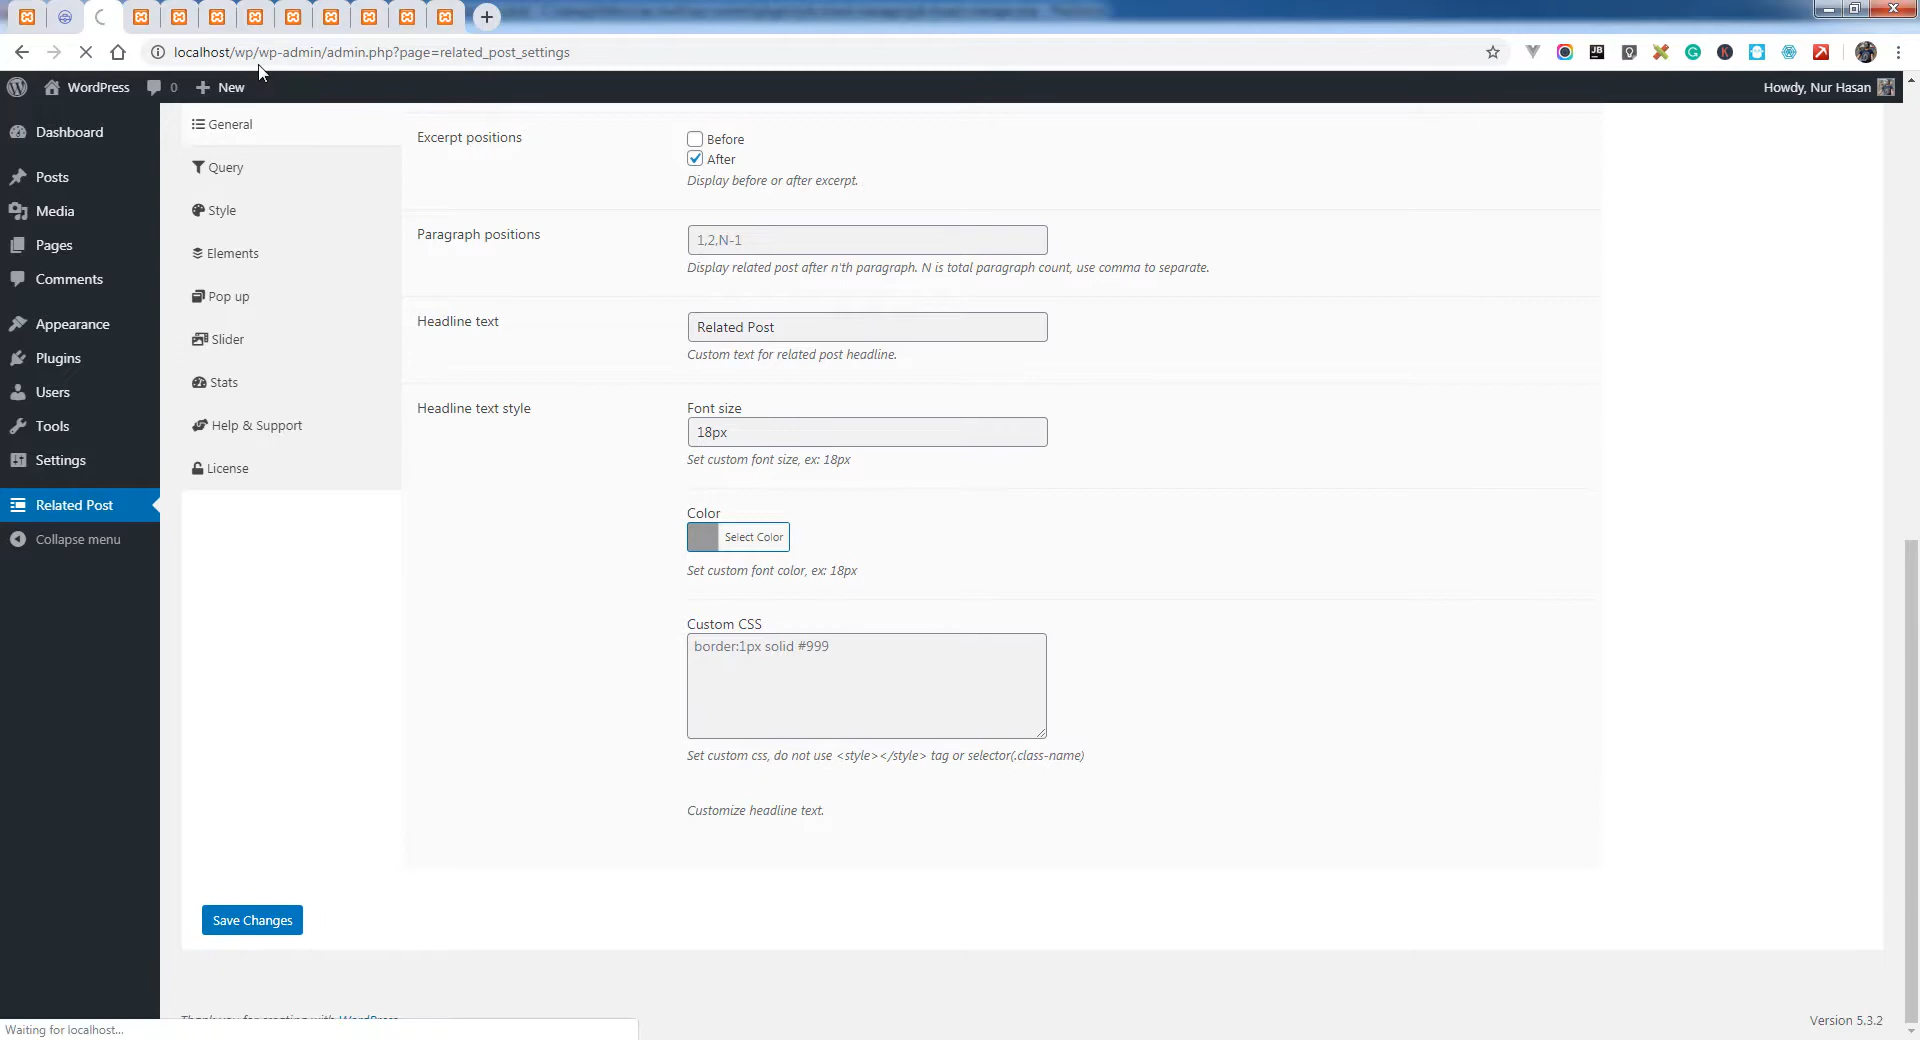 localhost/wp/wp-admin/admin.php?page=related_post_settings
WordPress
0
New
Howdy, Nur Hasan
Dashboard
Posts
Media
Pages
Comments
Appearance
Plugins
Users
Tools
Settings
Related Post
Collapse menu
General
Query
Style
Elements
Pop up
Slider
Stats
Help & Support
License
Excerpt positions
Before
After
Display before or after excerpt.
Paragraph positions
1,2,N-1
Display related post after n'th paragraph. N is total paragraph count, use comma to separate.
Headline text
Related Post
Custom text for related post headline.
Headline text style
Font size
18px
Set custom font size, ex: 18px
Color
Select Color
Set custom font color, ex: 18px
Custom CSS
border:1px solid #999
Set custom css, do not use <style></style> tag or selector(.class-name)
Customize headline text.
Save Changes
Thank you for creating with WordPress
Version 5.3.2
Waiting for localhost...